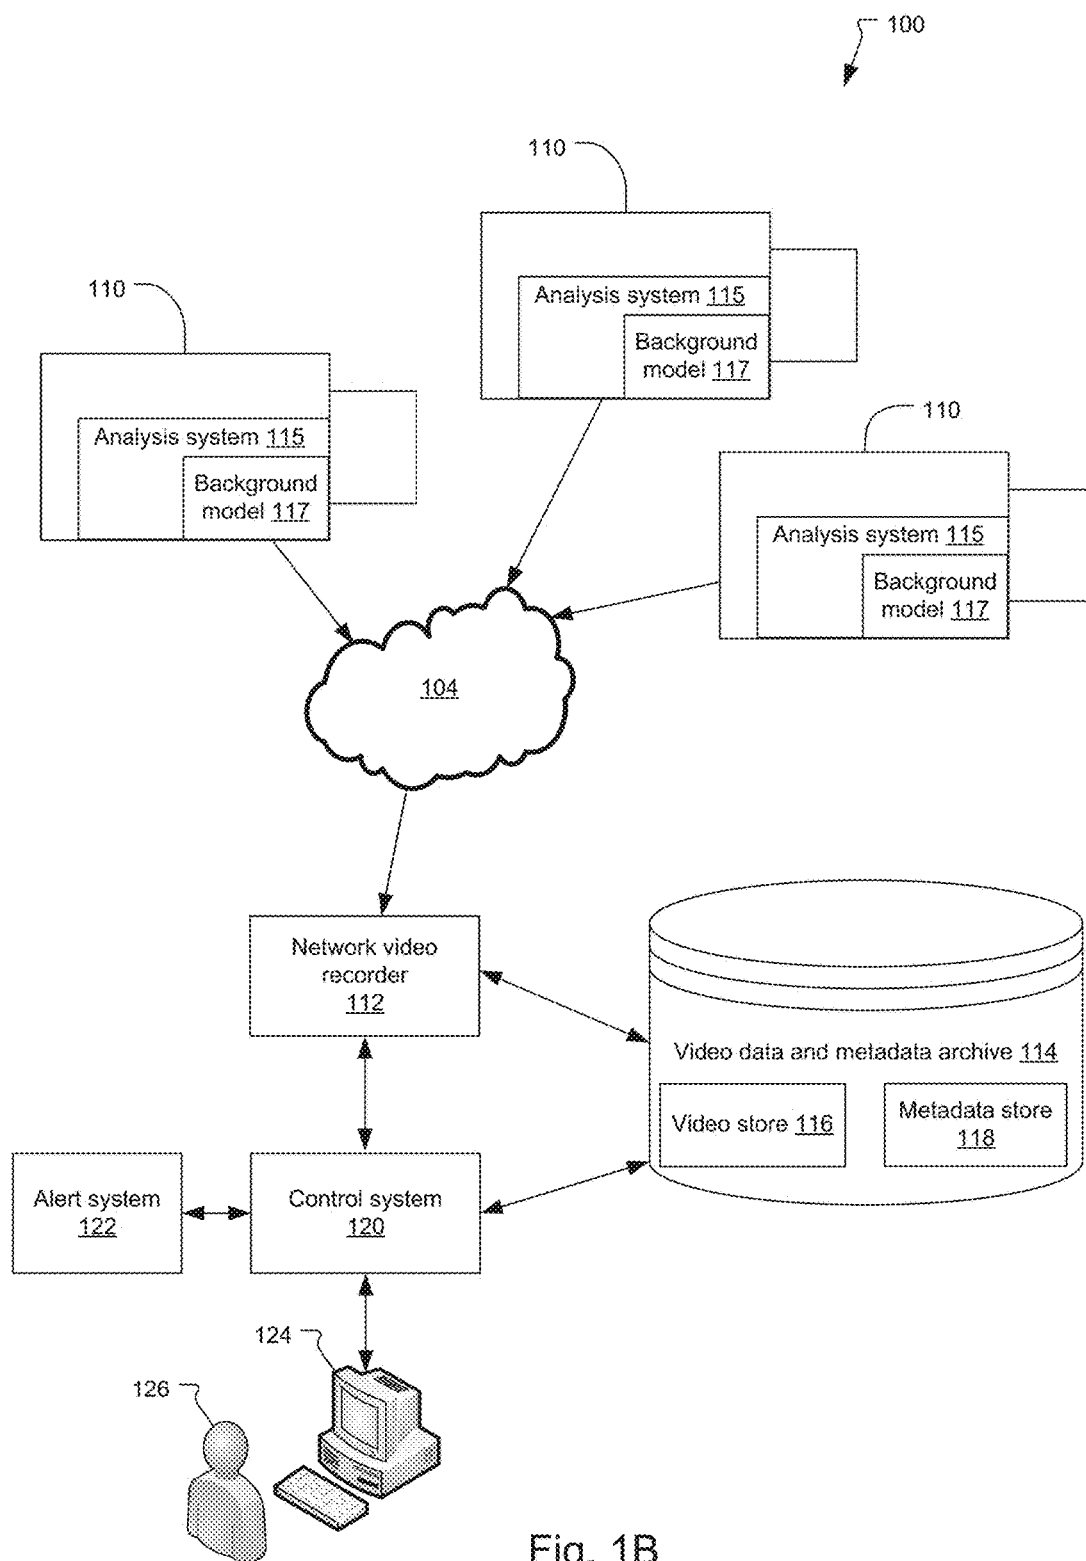 100
110
Analysis system 115
Background
model 117
110
Analysis system 115
Background
model 117
110
Analysis system 115
Background
model 117
104
Network video
recorder
112
Video data and metadata archive 114
Video store 116
Metadata store
118
Alert system
122
Control system
120
124
126
Fig. 1B